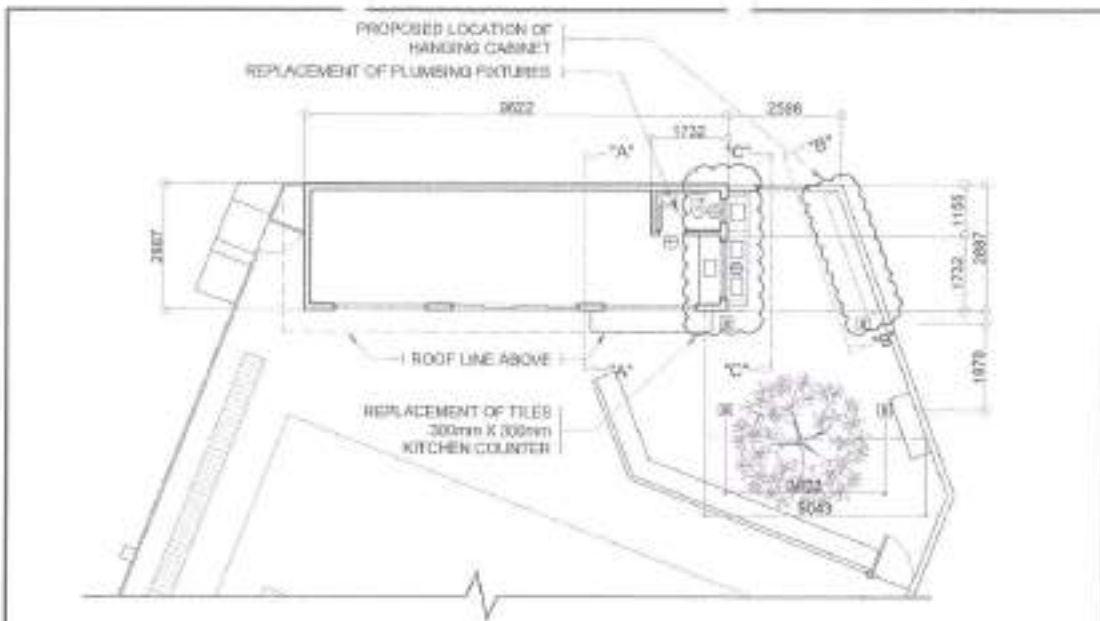 PROPOSED LOCATION OF
HANGING CABINET
REPLACEMENT OF PLUMBING FIXTURES
9622
2586
1732
"A"
"C"
"B"
2887
1155
1732
2887
ROOF LINE ABOVE
"A"
"C"
"B"
1970
REPLACEMENT OF TILES
300mm X 300mm
KITCHEN COUNTER
5043